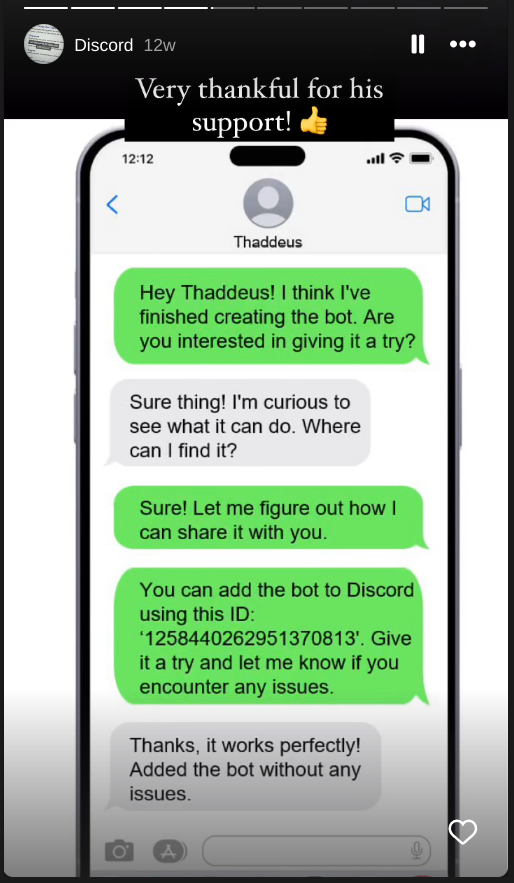 Discord 12w
Very thankful for his
support! 👍
12:12
Thaddeus
Hey Thaddeus! I think I've
finished creating the bot. Are
you interested in giving it a try?
Sure thing! I'm curious to
see what it can do. Where
can I find it?
Sure! Let me figure out how I
can share it with you.
You can add the bot to Discord
using this ID:
‘1258440262951370813'. Give
it a try and let me know if you
encounter any issues.
Thanks, it works perfectly!
Added the bot without any
issues.